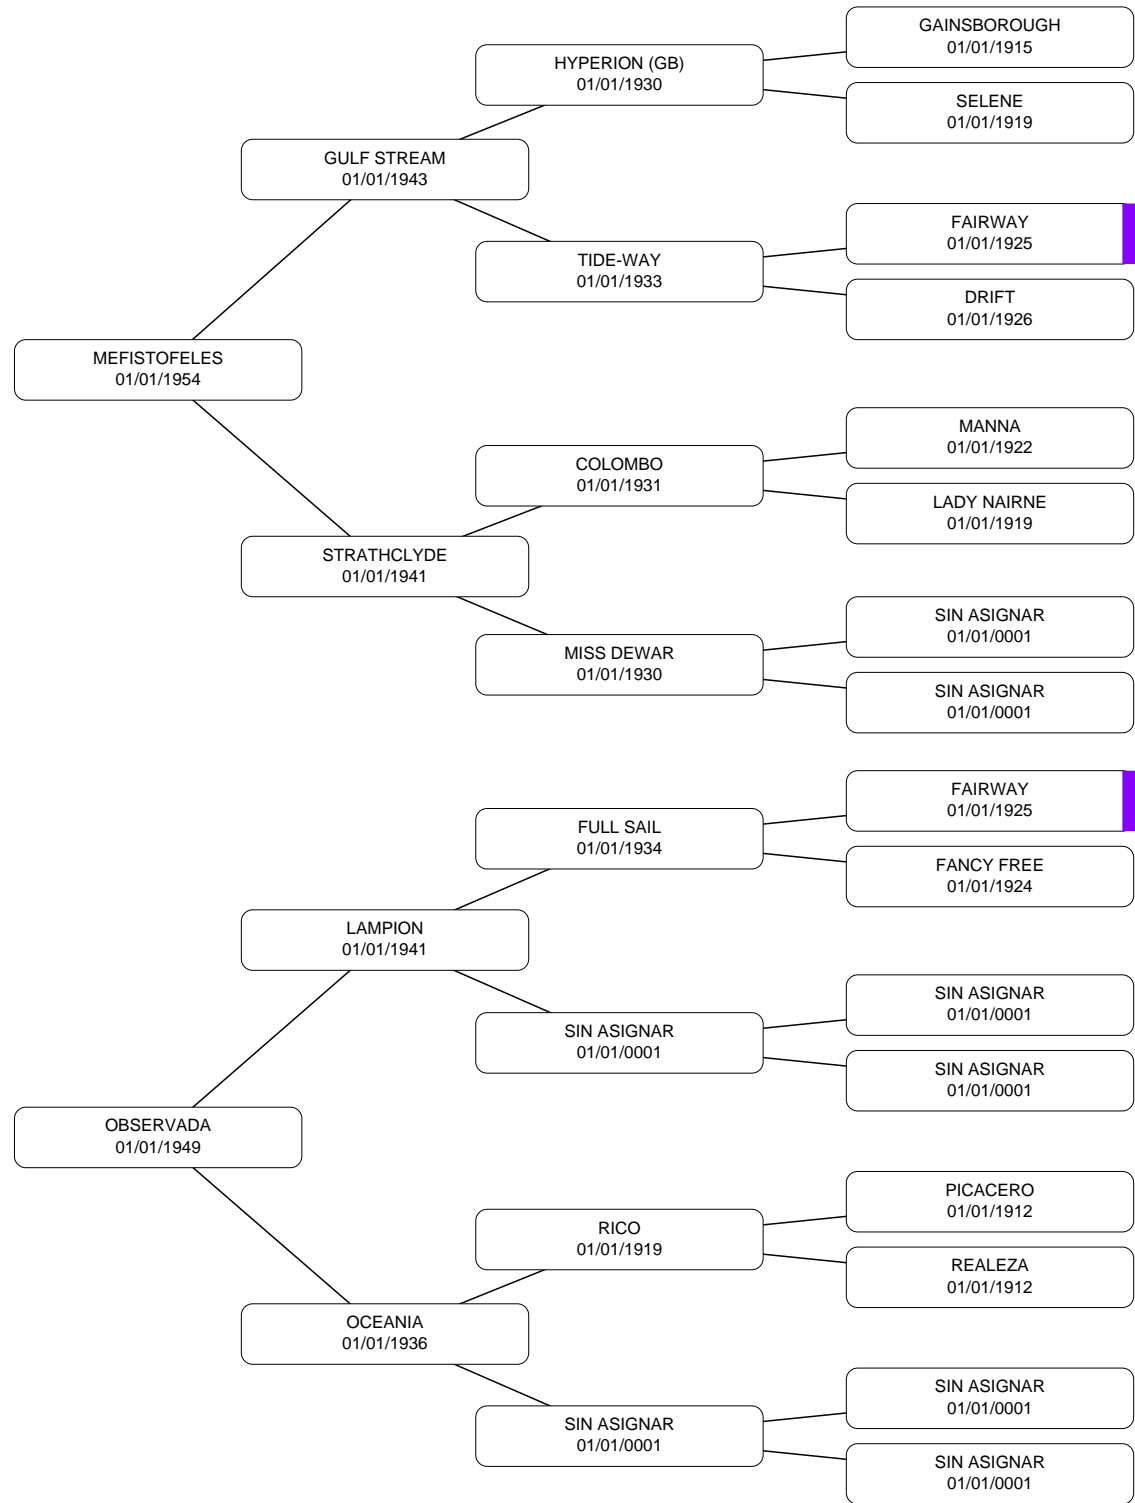 GAINSBOROUGH
01/01/1915
HYPERION (GB)
01/01/1930
SELENE
01/01/1919
GULF STREAM
01/01/1943
FAIRWAY
01/01/1925
TIDE-WAY
01/01/1933
DRIFT
01/01/1926
MEFISTOFELES
01/01/1954
MANNA
01/01/1922
COLOMBO
01/01/1931
LADY NAIRNE
01/01/1919
STRATHCLYDE
01/01/1941
SIN ASIGNAR
01/01/0001
MISS DEWAR
01/01/1930
SIN ASIGNAR
01/01/0001
FAIRWAY
01/01/1925
FULL SAIL
01/01/1934
FANCY FREE
01/01/1924
LAMPION
01/01/1941
SIN ASIGNAR
01/01/0001
SIN ASIGNAR
01/01/0001
SIN ASIGNAR
01/01/0001
OBSERVADA
01/01/1949
PICACERO
01/01/1912
RICO
01/01/1919
REALEZA
01/01/1912
OCEANIA
01/01/1936
SIN ASIGNAR
01/01/0001
SIN ASIGNAR
01/01/0001
SIN ASIGNAR
01/01/0001